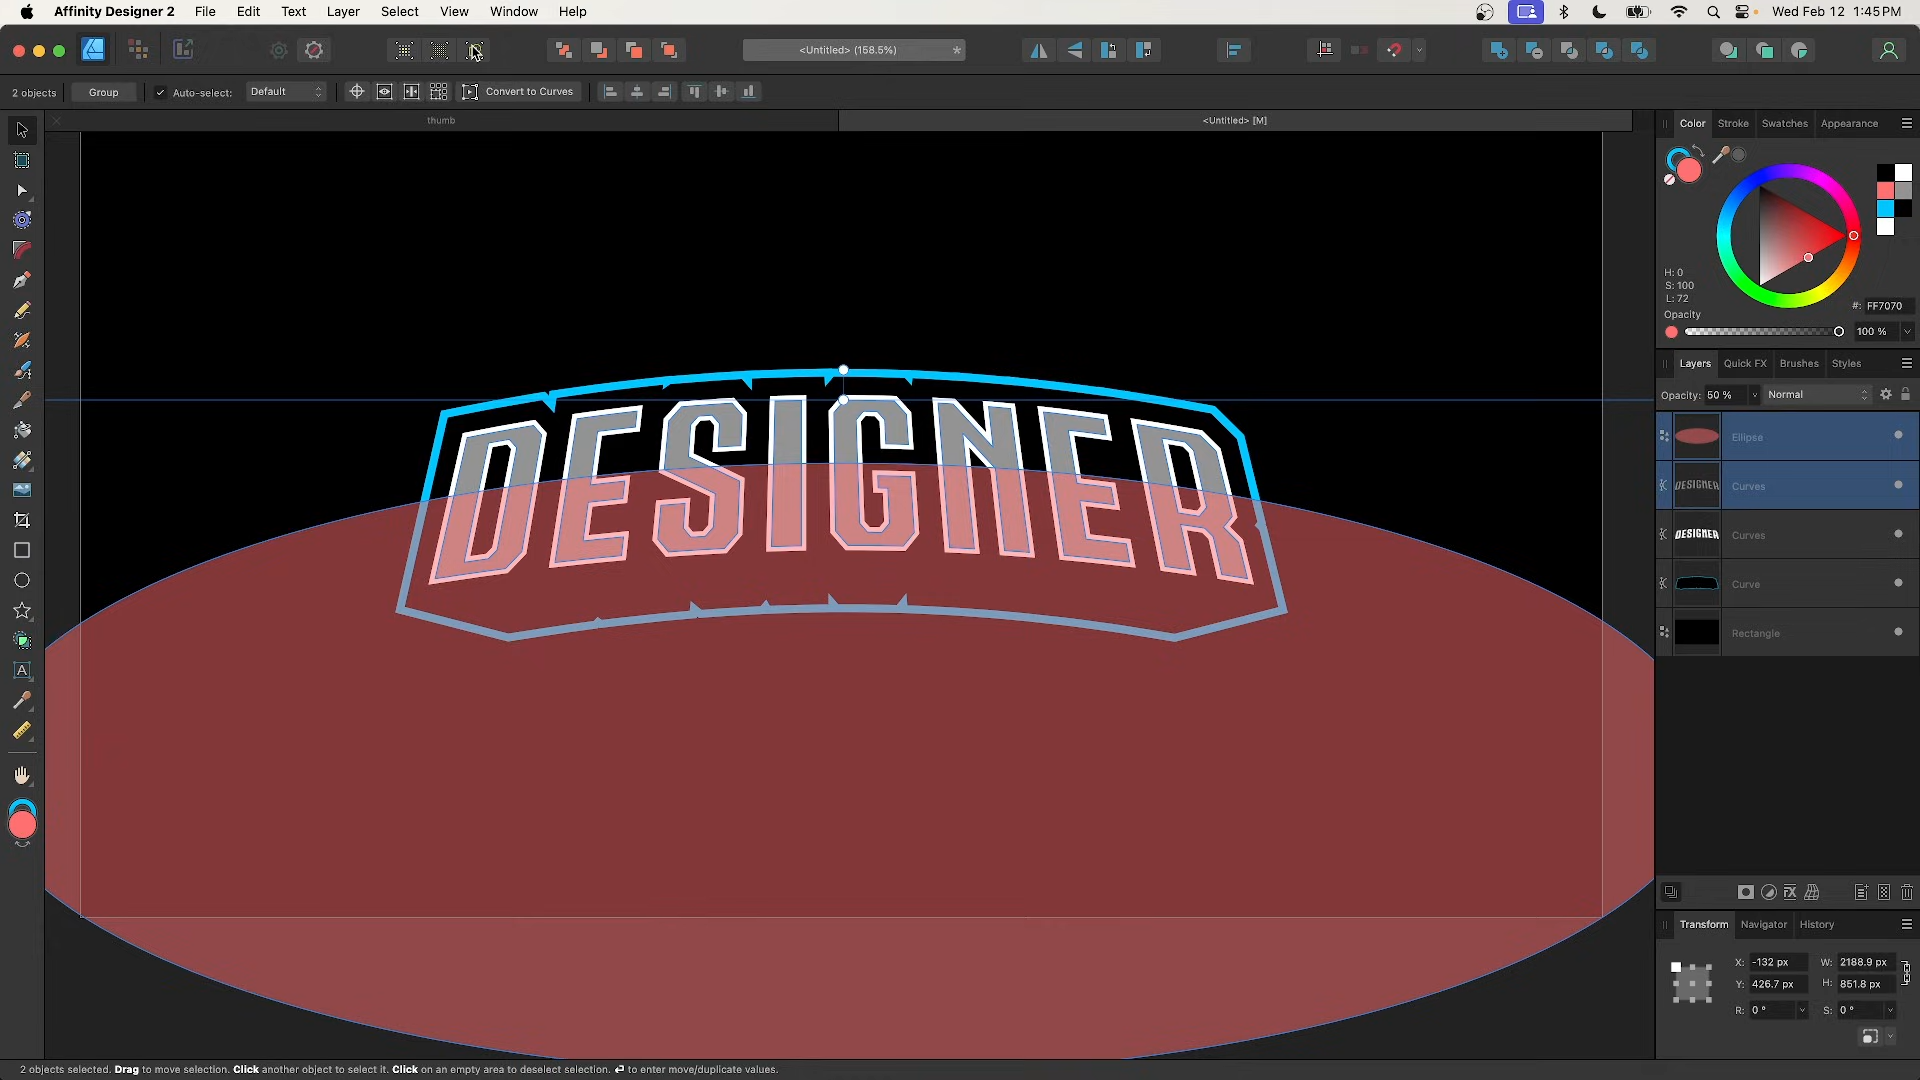 Affinity Designer 2 File Edit Text Layer Select View Window Help Wed Feb 12 1:45 PM
<Untitled> (158.5%) *
2 objects Group Auto-select: Default Convert to Curves
thumb <Untitled> [M]
Color Stroke Swatches Appearance
H: 0
S: 100
L: 72
#: FF7070
Opacity
100 %
Layers Quick FX Brushes Styles
Opacity: 50 % Normal
Ellipse
DESIGNER Curves
DESIGNER Curves
Curve
Rectangle
DESIGNER
Transform Navigator History
X: -132 px W: 2188.9 px
Y: 426.7 px H: 851.8 px
R: 0 ° S: 0 °
2 objects selected. Drag to move selection. Click another object to select it. Click on an empty area to deselect selection. ⏎ to enter move/duplicate values.